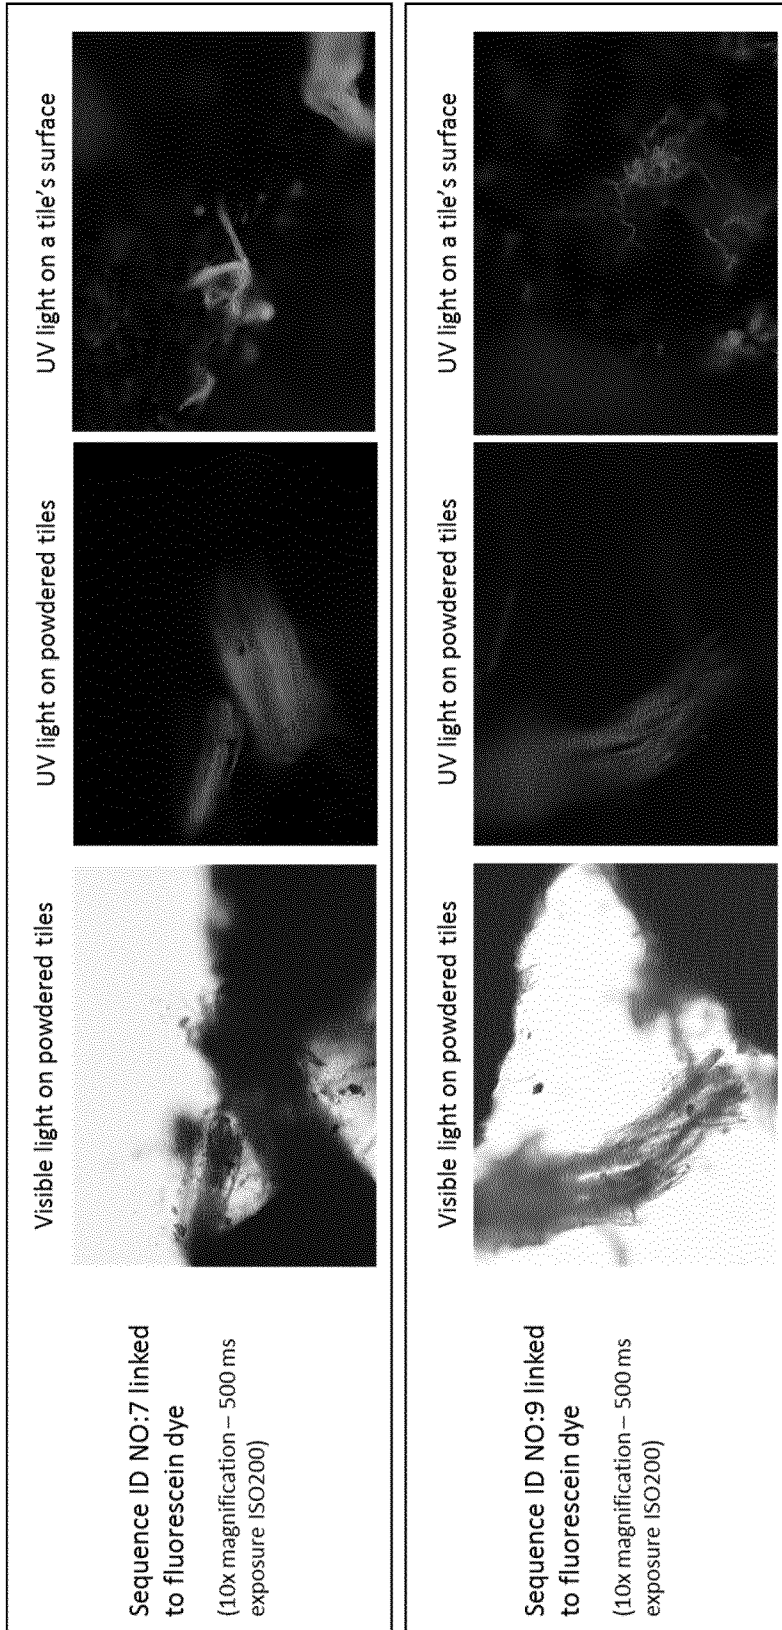 Sequence ID NO:7 linked
to fluorescein dye
(10x magnification – 500 ms
exposure ISO200)
Visible light on powdered tiles
UV light on powdered tiles
UV light on a tile's surface
Sequence ID NO:9 linked
to fluorescein dye
(10x magnification – 500 ms
exposure ISO200)
Visible light on powdered tiles
UV light on powdered tiles
UV light on a tile's surface